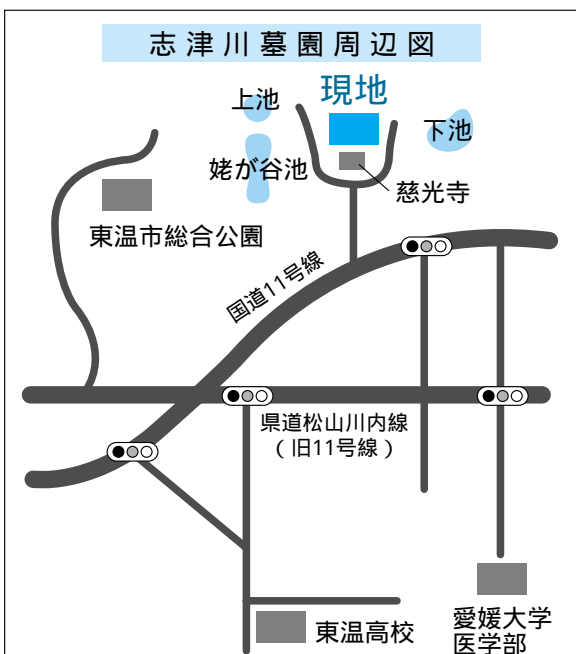 志津川墓園周辺図
現地
上池
下池
姥が谷池
慈光寺
東温市総合公園
国道11号線
県道松山川内線
（旧11号線）
東温高校
愛媛大学
医学部